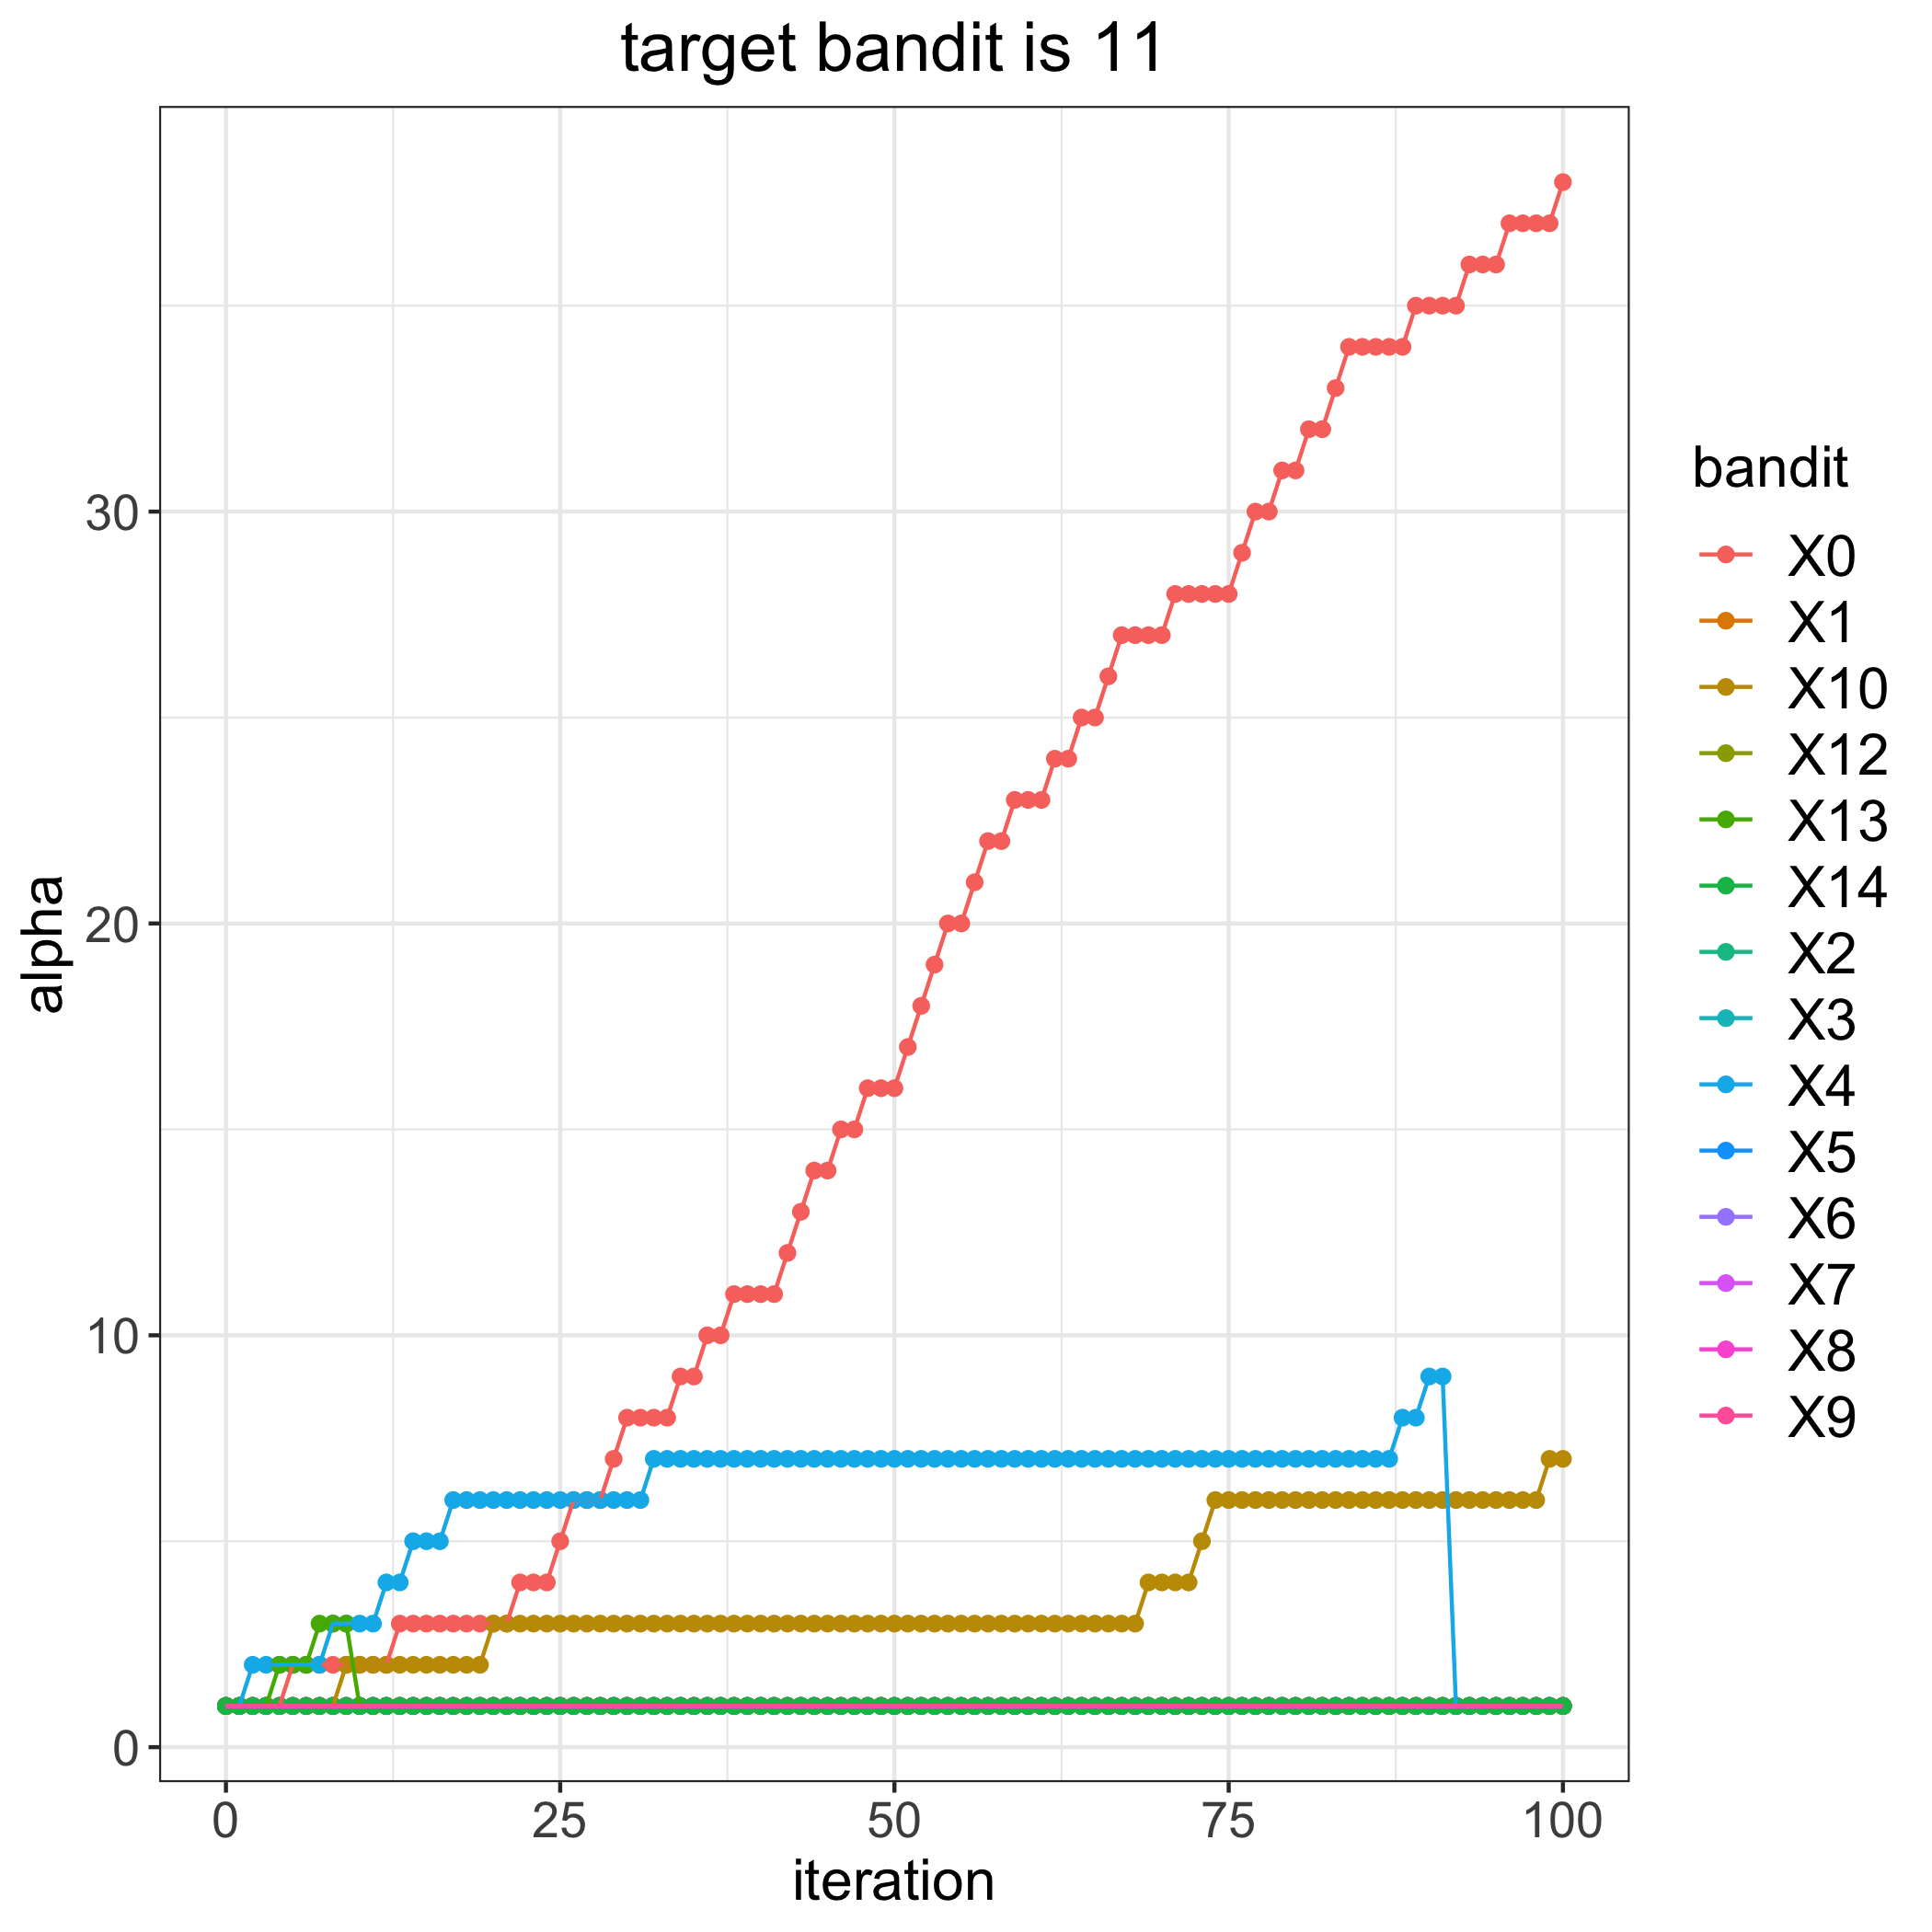 target bandit is 11
alpha
30
20
10
0
0 25 50 75 100
iteration
bandit
X0
X1
X10
X12
X13
X14
X2
X3
X4
X5
X6
X7
X8
X9